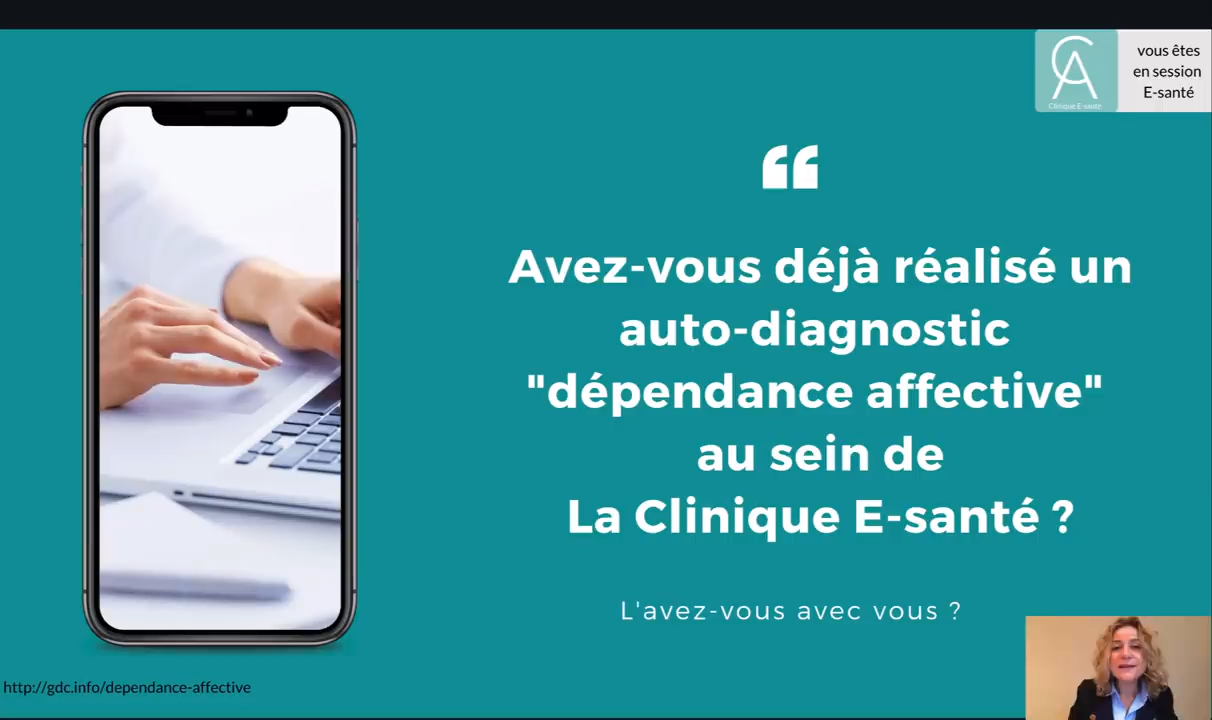 vous êtes
en session
E-santé
CA
Clinique E-santé
“
Avez-vous déjà réalisé un
auto-diagnostic
"dépendance affective"
au sein de
La Clinique E-santé ?
L'avez-vous avec vous ?
http://gdc.info/dependance-affective